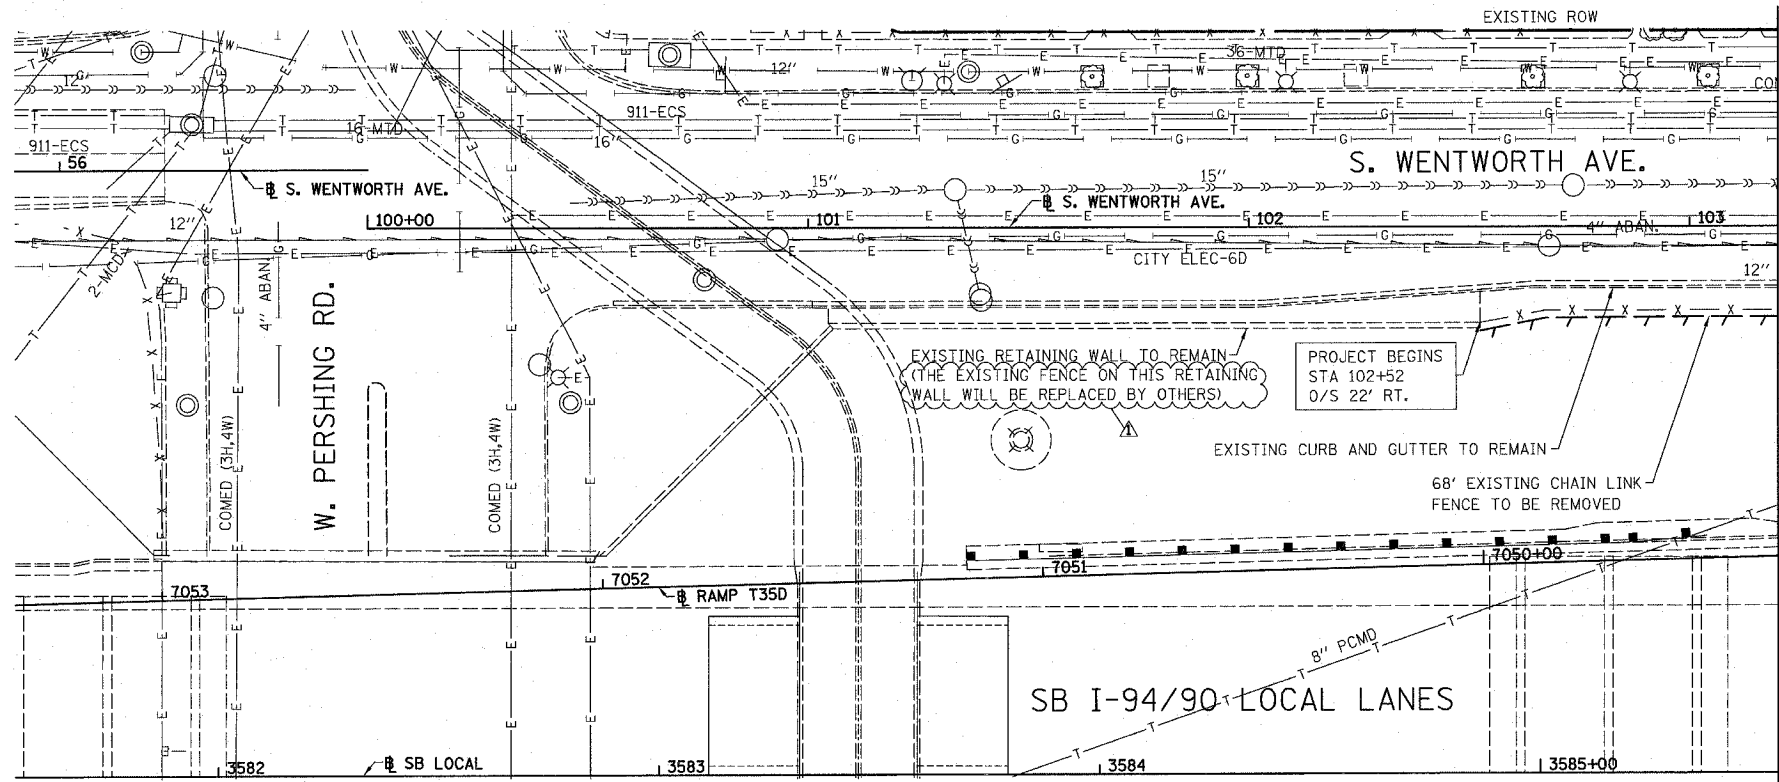 EXISTING ROW
36-MTD
12"
12"
911-ECS
16-MTD
16"
911-ECS
56
S. WENTWORTH AVE.
℄ S. WENTWORTH AVE.
15"
15"
℄ S. WENTWORTH AVE.
12"
100+00
101
102
103
4" ABAN.
CITY ELEC-6D
12"
2-MCD
4" ABAN.
W. PERSHING RD.
EXISTING RETAINING WALL TO REMAIN
(THE EXISTING FENCE ON THIS RETAINING
WALL WILL BE REPLACED BY OTHERS)
1
PROJECT BEGINS
STA 102+52
O/S 22' RT.
EXISTING CURB AND GUTTER TO REMAIN
68' EXISTING CHAIN LINK
FENCE TO BE REMOVED
COMED (3H,4W)
COMED (3H,4W)
7053
7052
7051
7050+00
RAMP T35D
8" PCMD
SB I-94/90 LOCAL LANES
3582
SB LOCAL
3583
3584
3585+00